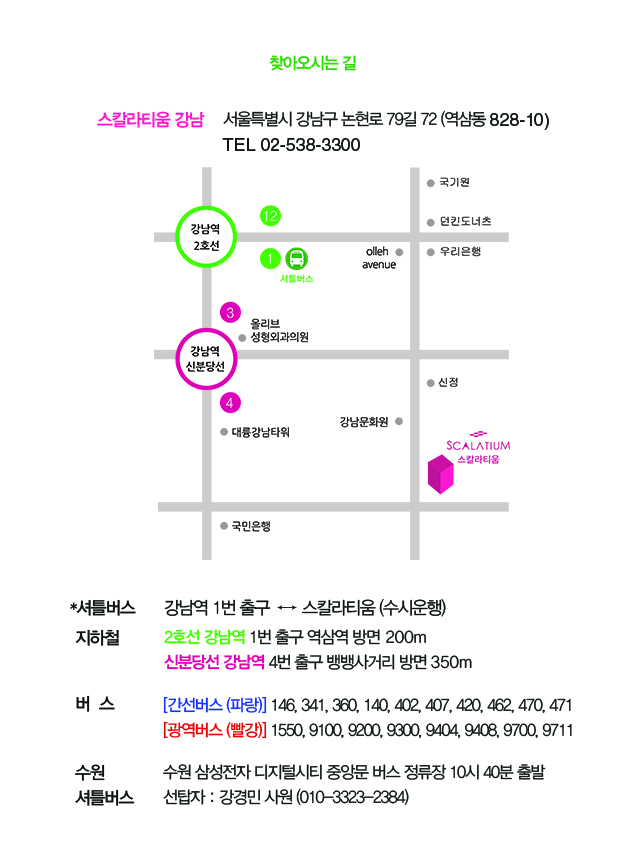 찾아오시는 길
스칼라티움 강남 서울특별시 강남구 논현로 79길 72 (역삼동 828-10)
TEL 02-538-3300
국기원
12
던킨도너츠
강남역
2호선
olleh
avenue
우리은행
1
셔틀버스
3
올리브
성형외과의원
강남역
신분당선
신정
4
강남문화원
대륭강남타워
SCALATIUM
스칼라티움
국민은행
*셔틀버스 강남역 1번 출구 ↔ 스칼라티움 (수시운행)
지하철 2호선 강남역 1번 출구 역삼역 방면 200m
신분당선 강남역 4번 출구 뱅뱅사거리 방면 350m
버 스 [간선버스 (파랑)] 146, 341, 360, 140, 402, 407, 420, 462, 470, 471
[광역버스 (빨강)] 1550, 9100, 9200, 9300, 9404, 9408, 9700, 9711
수원 수원 삼성전자 디지털시티 중앙문 버스 정류장 10시 40분 출발
셔틀버스 선탑자 : 강경민 사원 (010-3323-2384)